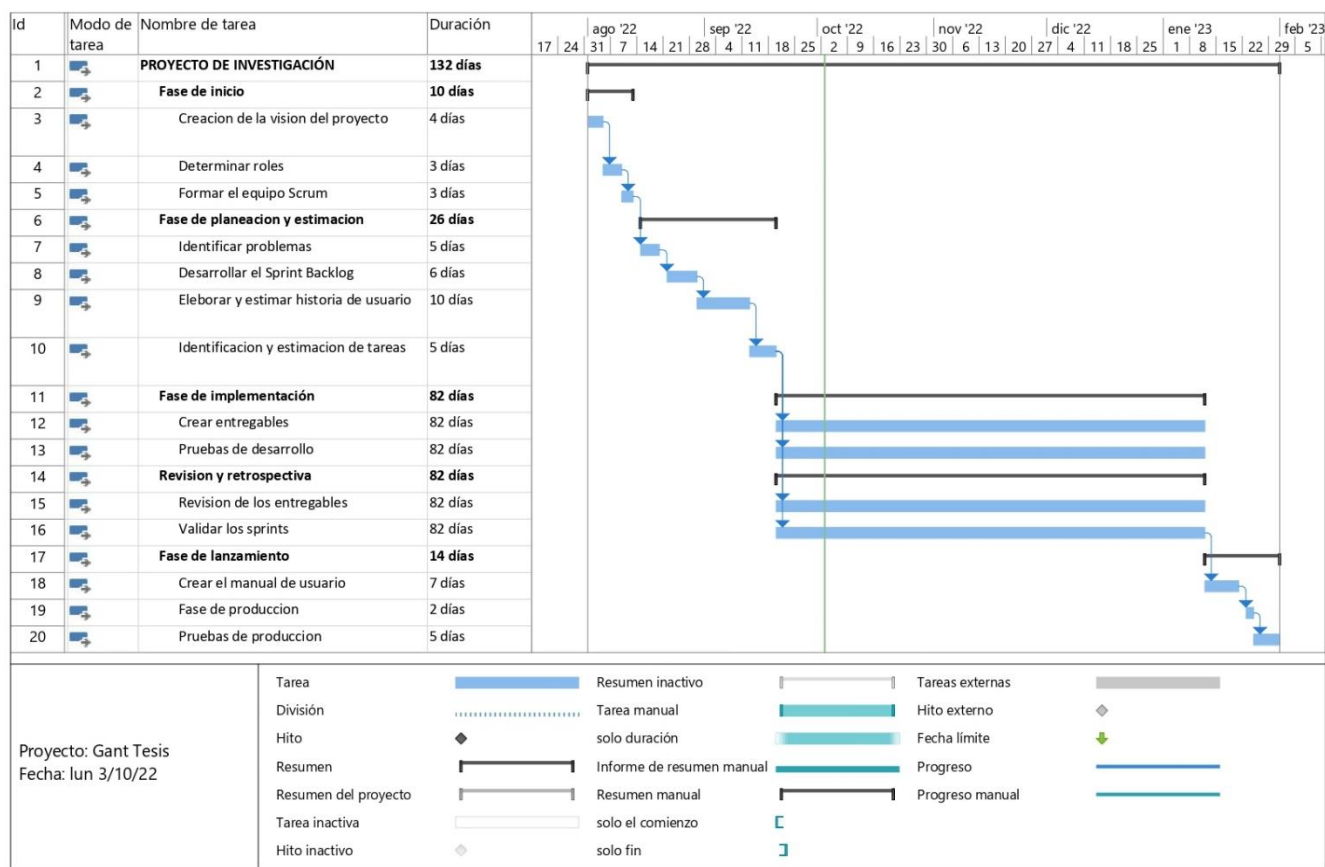 Id Modo de tarea Nombre de tarea Duración
ago '22 sep '22 oct '22 nov '22 dic '22 ene '23 feb '23
17 24 31 7 14 21 28 4 11 18 25 2 9 16 23 30 6 13 20 27 4 11 18 25 1 8 15 22 29 5
1 PROYECTO DE INVESTIGACIÓN 132 días
2 Fase de inicio 10 días
3 Creacion de la vision del proyecto 4 días
4 Determinar roles 3 días
5 Formar el equipo Scrum 3 días
6 Fase de planeacion y estimacion 26 días
7 Identificar problemas 5 días
8 Desarrollar el Sprint Backlog 6 días
9 Eleborar y estimar historia de usuario 10 días
10 Identificacion y estimacion de tareas 5 días
11 Fase de implementación 82 días
12 Crear entregables 82 días
13 Pruebas de desarrollo 82 días
14 Revision y retrospectiva 82 días
15 Revision de los entregables 82 días
16 Validar los sprints 82 días
17 Fase de lanzamiento 14 días
18 Crear el manual de usuario 7 días
19 Fase de produccion 2 días
20 Pruebas de produccion 5 días
Proyecto: Gant Tesis
Fecha: lun 3/10/22
Tarea Resumen inactivo Tareas externas
División Tarea manual Hito externo
Hito solo duración Fecha límite
Resumen Informe de resumen manual Progreso
Resumen del proyecto Resumen manual Progreso manual
Tarea inactiva solo el comienzo
Hito inactivo solo fin